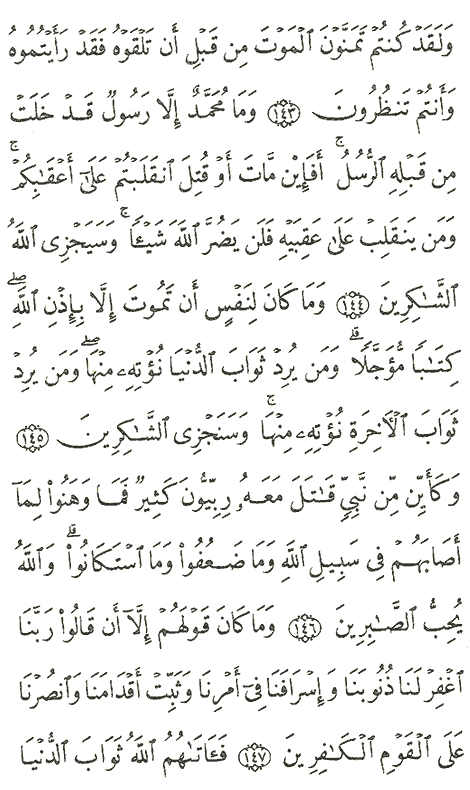 وَلَقَدْ كُنتُمْ تَمَنَّوْنَ ٱلْمَوْتَ مِن قَبْلِ أَن تَلْقَوْهُ فَقَدْ رَأَيْتُمُوهُ
وَأَنتُمْ تَنظُرُونَ ١٤٣ وَمَا مُحَمَّدٌ إِلَّا رَسُولٌ قَدْ خَلَتْ
مِن قَبْلِهِ ٱلرُّسُلُ ۚ أَفَإِيْن مَّاتَ أَوْ قُتِلَ ٱنقَلَبْتُمْ عَلَىٰٓ أَعْقَـٰبِكُمْ ۚ
وَمَن يَنقَلِبْ عَلَىٰ عَقِبَيْهِ فَلَن يَضُرَّ ٱللَّهَ شَيْـًٔا ۚ وَسَيَجْزِى ٱللَّهُ
ٱلشَّـٰكِرِينَ ١٤٤ وَمَا كَانَ لِنَفْسٍ أَن تَمُوتَ إِلَّا بِإِذْنِ ٱللَّهِ ۖ
كِتَـٰبًا مُّؤَجَّلًا ۗ وَمَن يُرِدْ ثَوَابَ ٱلدُّنْيَا نُؤْتِهِۦ مِنْهَا ۖ وَمَن يُرِدْ
ثَوَابَ ٱلْـَٔاخِرَةِ نُؤْتِهِۦ مِنْهَا ۚ وَسَنَجْزِى ٱلشَّـٰكِرِينَ ١٤٥
وَكَأَيِّن مِّن نَّبِىٍّ قَـٰتَلَ مَعَهُۥ رِبِّيُّونَ كَثِيرٌ فَمَا وَهَنُوا۟ لِمَآ
أَصَابَهُمْ فِى سَبِيلِ ٱللَّهِ وَمَا ضَعُفُوا۟ وَمَا ٱسْتَكَانُوا۟ ۗ وَٱللَّهُ
يُحِبُّ ٱلصَّـٰبِرِينَ ١٤٦ وَمَا كَانَ قَوْلَهُمْ إِلَّآ أَن قَالُوا۟ رَبَّنَا
ٱغْفِرْ لَنَا ذُنُوبَنَا وَإِسْرَافَنَا فِىٓ أَمْرِنَا وَثَبِّتْ أَقْدَامَنَا وَٱنصُرْنَا
عَلَى ٱلْقَوْمِ ٱلْكَـٰفِرِينَ ١٤٧ فَـَٔاتَىٰهُمُ ٱللَّهُ ثَوَابَ ٱلدُّنْيَا